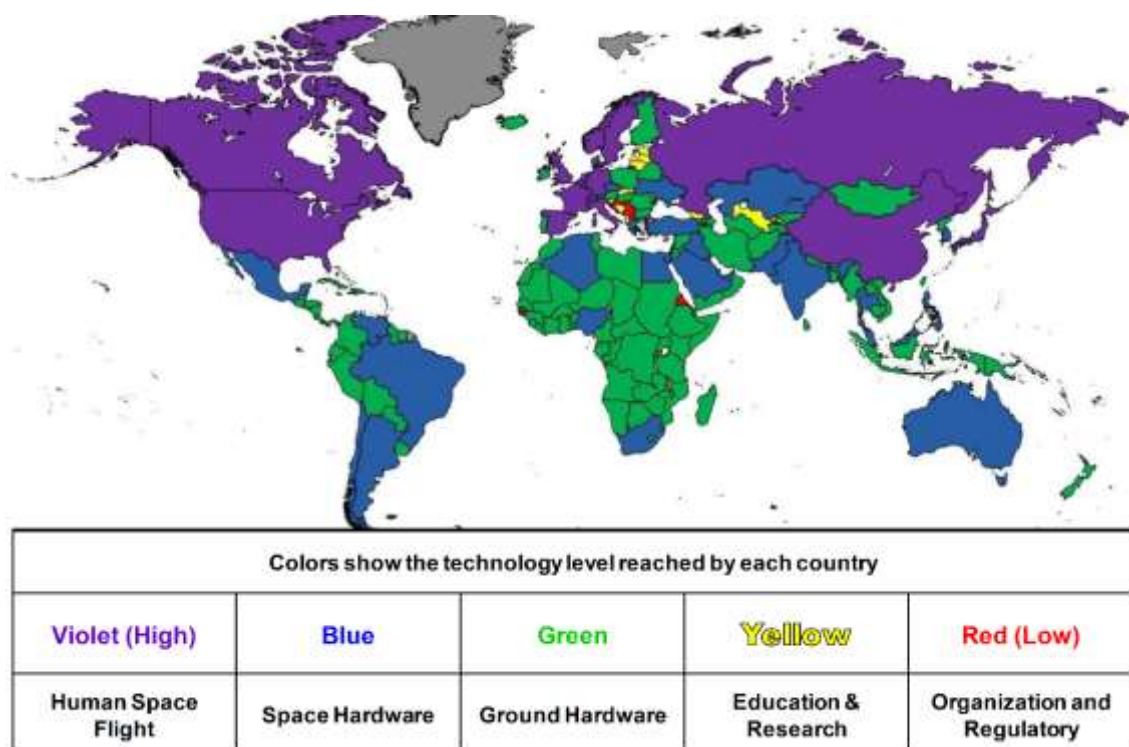 Colors show the technology level reached by each country
Violet (High) Blue Green Yellow Red (Low)
Human Space Flight Space Hardware Ground Hardware Education & Research Organization and Regulatory